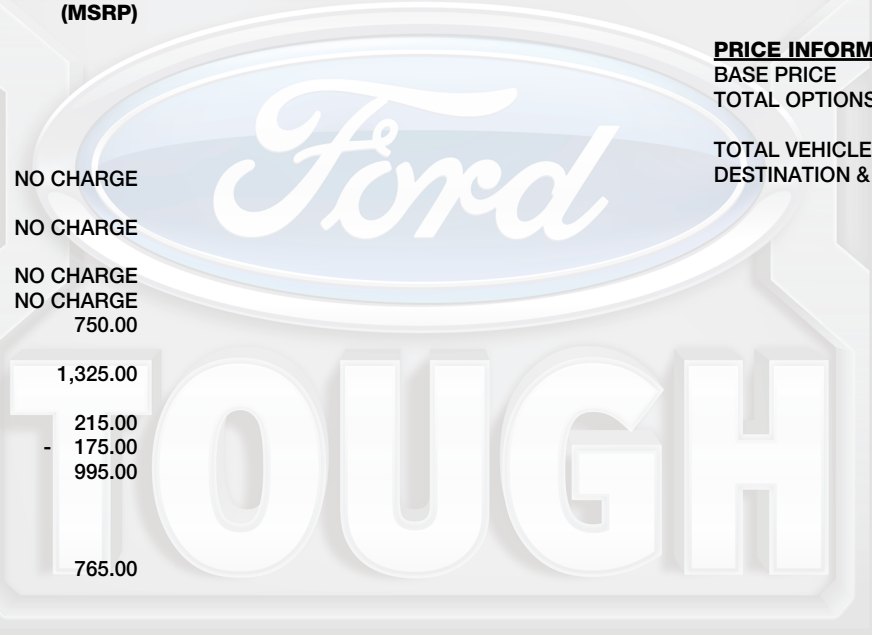 (MSRP)
NO CHARGE
NO CHARGE
NO CHARGE
NO CHARGE
750.00
1,325.00
215.00
- 175.00
995.00
765.00
PRICE INFORM
BASE PRICE
TOTAL OPTIONS
TOTAL VEHICLE
DESTINATION &
Ford
TOUGH